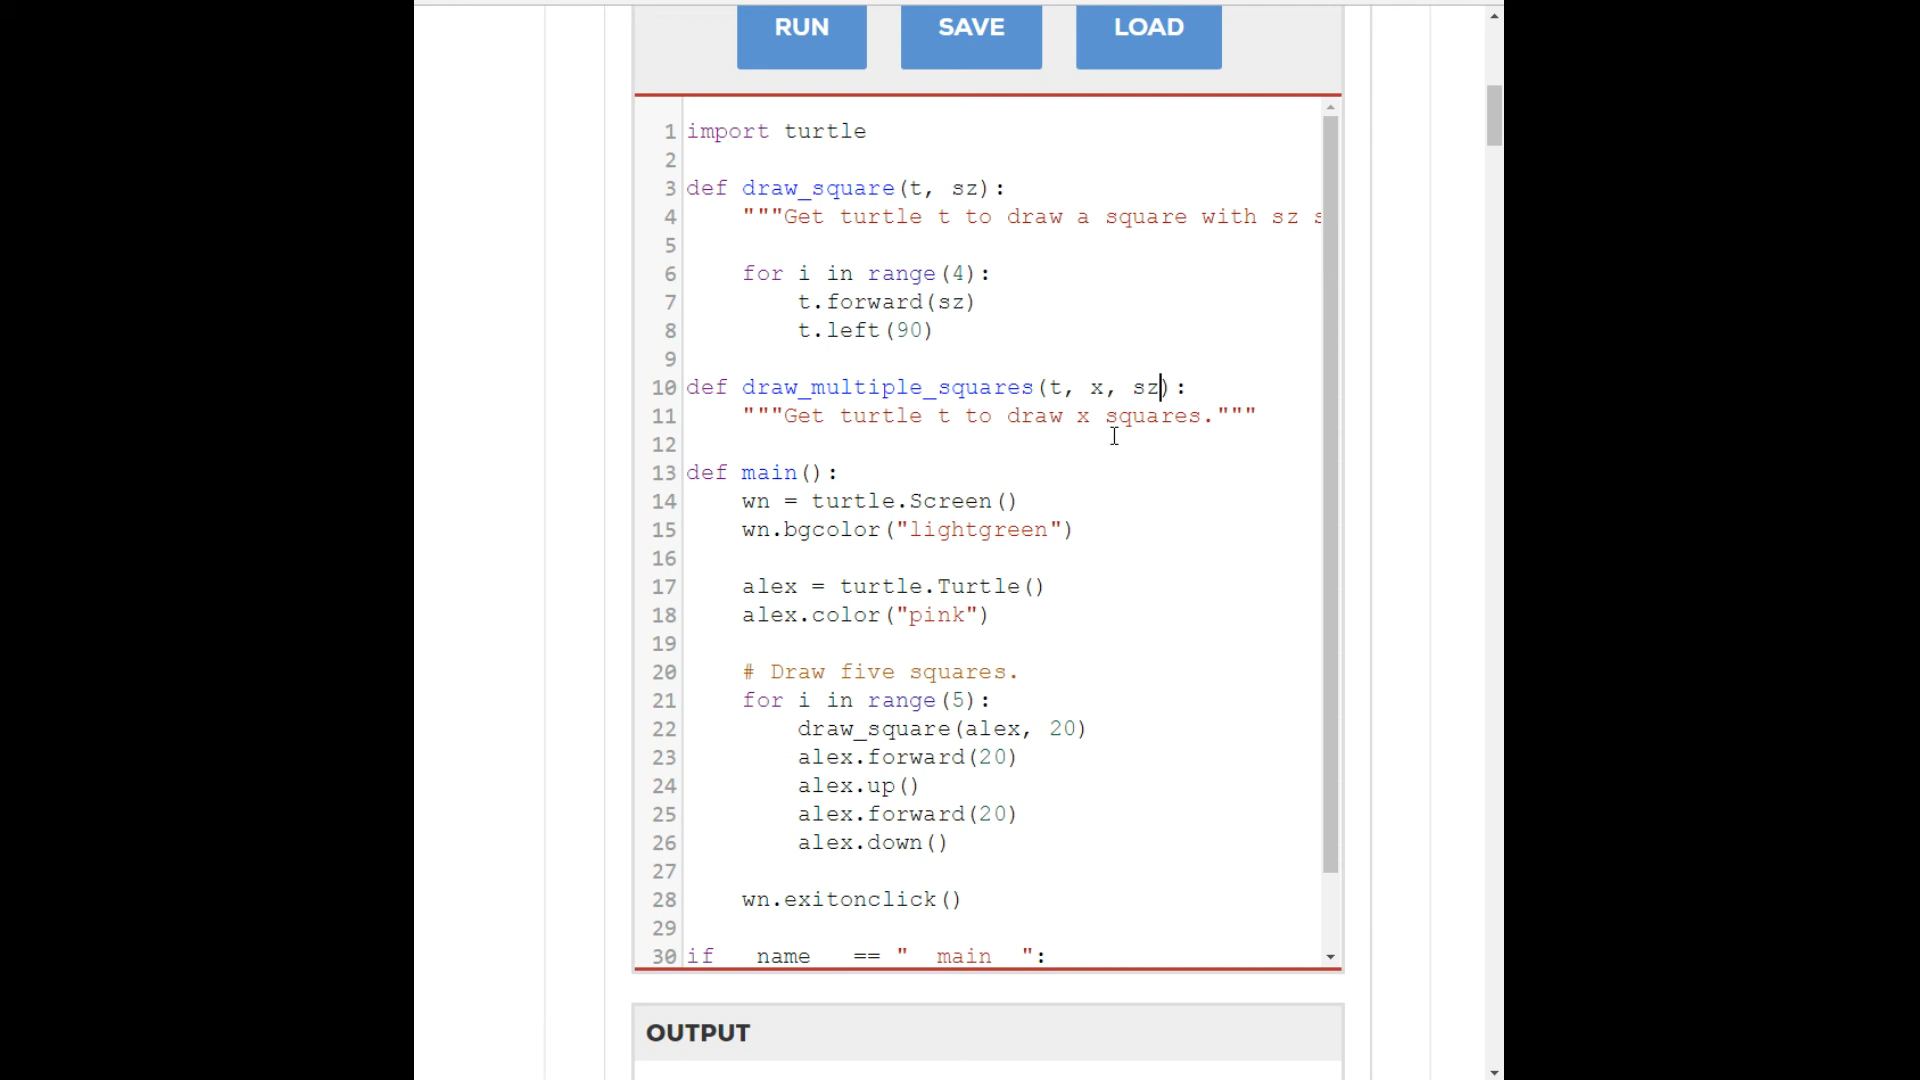 RUN SAVE LOAD
1 import turtle
2
3 def draw_square(t, sz):
4     """Get turtle t to draw a square with sz
5
6     for i in range(4):
7         t.forward(sz)
8         t.left(90)
9
10 def draw_multiple_squares(t, x, sz):
11     """Get turtle t to draw x squares."""
12
13 def main():
14     wn = turtle.Screen()
15     wn.bgcolor("lightgreen")
16
17     alex = turtle.Turtle()
18     alex.color("pink")
19
20     # Draw five squares.
21     for i in range(5):
22         draw_square(alex, 20)
23         alex.forward(20)
24         alex.up()
25         alex.forward(20)
26         alex.down()
27
28     wn.exitonclick()
29
30 if __name__ == "__main__":
OUTPUT